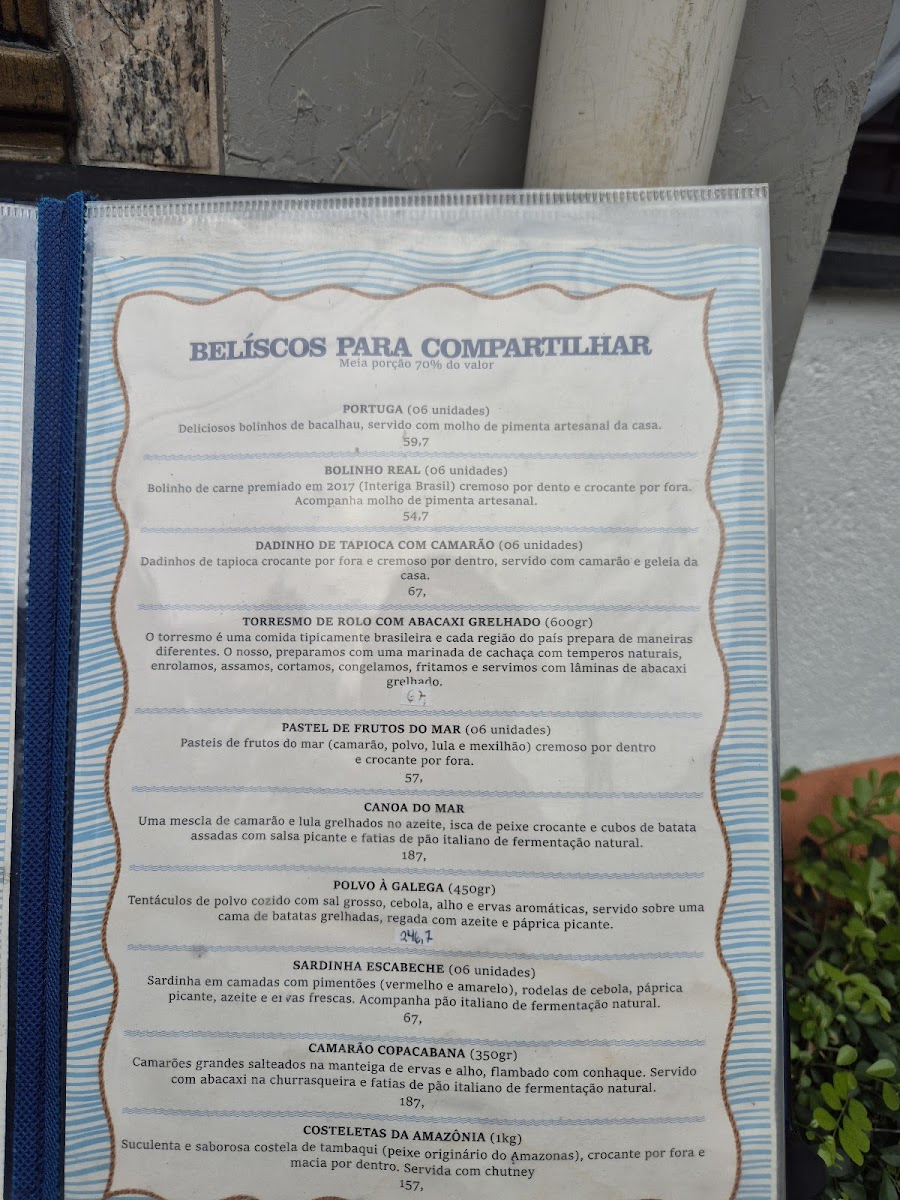 BELÍSCOS PARA COMPARTILHAR
Meia porção 70% do valor
PORTUGA (06 unidades)
Deliciosos bolinhos de bacalhau, servido com molho de pimenta artesanal da casa.
59,7
BOLINHO REAL (06 unidades)
Bolinho de carne premiado em 2017 (Interiga Brasil) cremoso por dento e crocante por fora.
Acompanha molho de pimenta artesanal.
54,7
DADINHO DE TAPIOCA COM CAMARÃO (06 unidades)
Dadinhos de tapioca crocante por fora e cremoso por dentro, servido com camarão e geleia da
casa.
67,
TORRESMO DE ROLO COM ABACAXI GRELHADO (600gr)
O torresmo é uma comida tipicamente brasileira e cada região do país prepara de maneiras
diferentes. O nosso, preparamos com uma marinada de cachaça com temperos naturais,
enrolamos, assamos, cortamos, congelamos, fritamos e servimos com lâminas de abacaxi
grelhado.
67,
PASTEL DE FRUTOS DO MAR (06 unidades)
Pasteis de frutos do mar (camarão, polvo, lula e mexilhão) cremoso por dentro
e crocante por fora.
57,
CANOA DO MAR
Uma mescla de camarão e lula grelhados no azeite, isca de peixe crocante e cubos de batata
assadas com salsa picante e fatias de pão italiano de fermentação natural.
187,
POLVO À GALEGA (450gr)
Tentáculos de polvo cozido com sal grosso, cebola, alho e ervas aromáticas, servido sobre uma
cama de batatas grelhadas, regada com azeite e páprica picante.
246,7
SARDINHA ESCABECHE (06 unidades)
Sardinha em camadas com pimentões (vermelho e amarelo), rodelas de cebola, páprica
picante, azeite e ervas frescas. Acompanha pão italiano de fermentação natural.
67,
CAMARÃO COPACABANA (350gr)
Camarões grandes salteados na manteiga de ervas e alho, flambado com conhaque. Servido
com abacaxi na churrasqueira e fatias de pão italiano de fermentação natural.
187,
COSTELETAS DA AMAZÔNIA (1kg)
Suculenta e saborosa costela de tambaqui (peixe originário do Amazonas), crocante por fora e
macia por dentro. Servida com chutney
157,